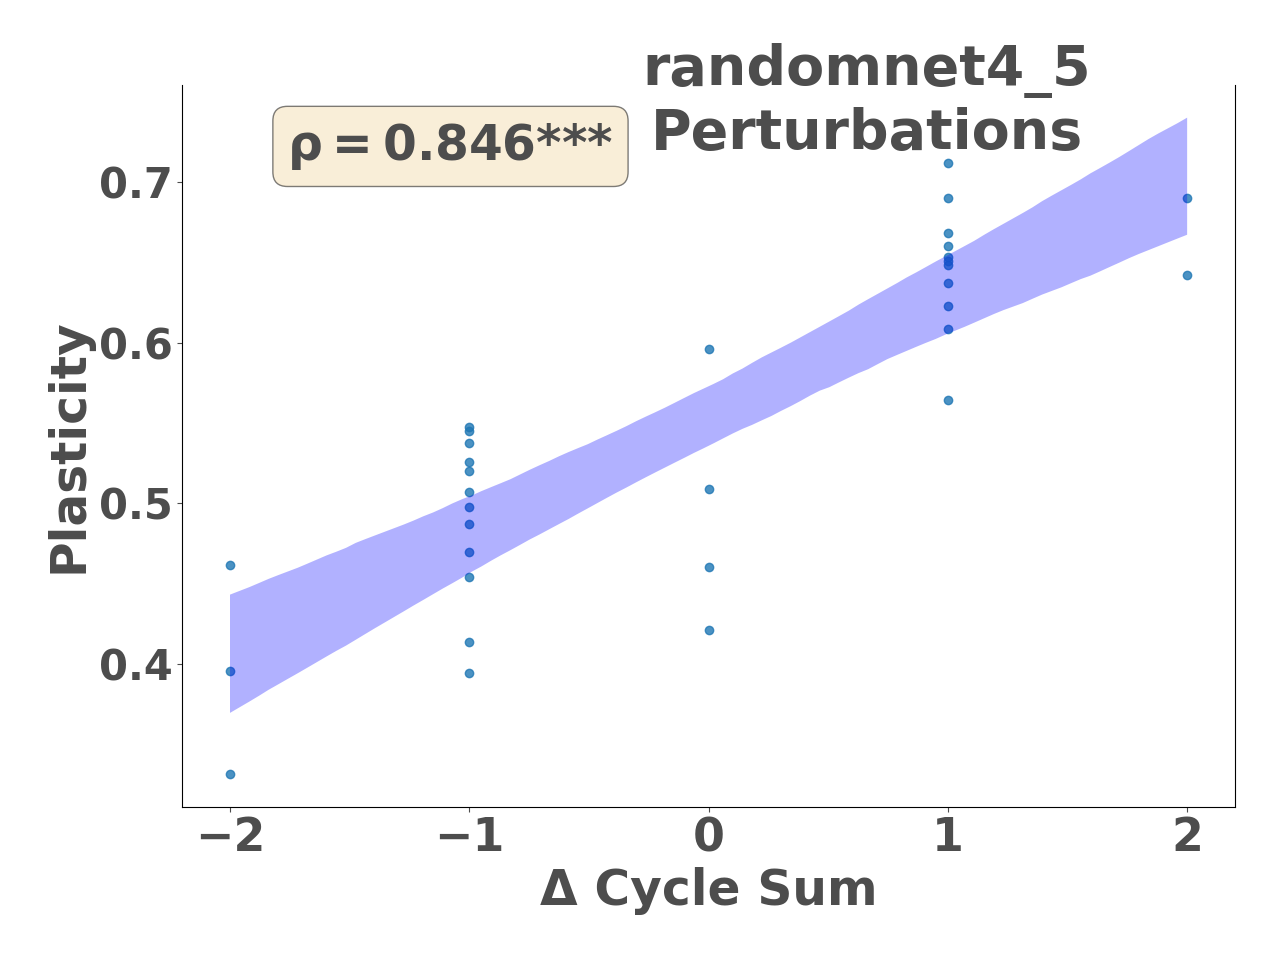 randomnet4_5
Perturbations
ρ = 0.846***
Plasticity
0.7
0.6
0.5
0.4
−2
−1
0
1
2
Δ Cycle Sum